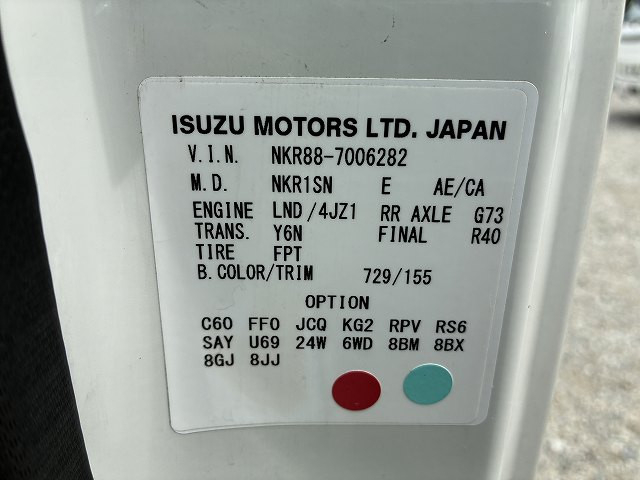 ISUZU MOTORS LTD. JAPAN
V.I.N. NKR88-7006282
M.D. NKR1SN E AE/CA
ENGINE LND/4JZ1 RR AXLE G73
TRANS. Y6N FINAL R40
TIRE FPT
B.COLOR/TRIM 729/155
OPTION
C60 FF0 JCQ KG2 RPV RS6
SAY U69 24W 6WD 8BM 8BX
8GJ 8JJ